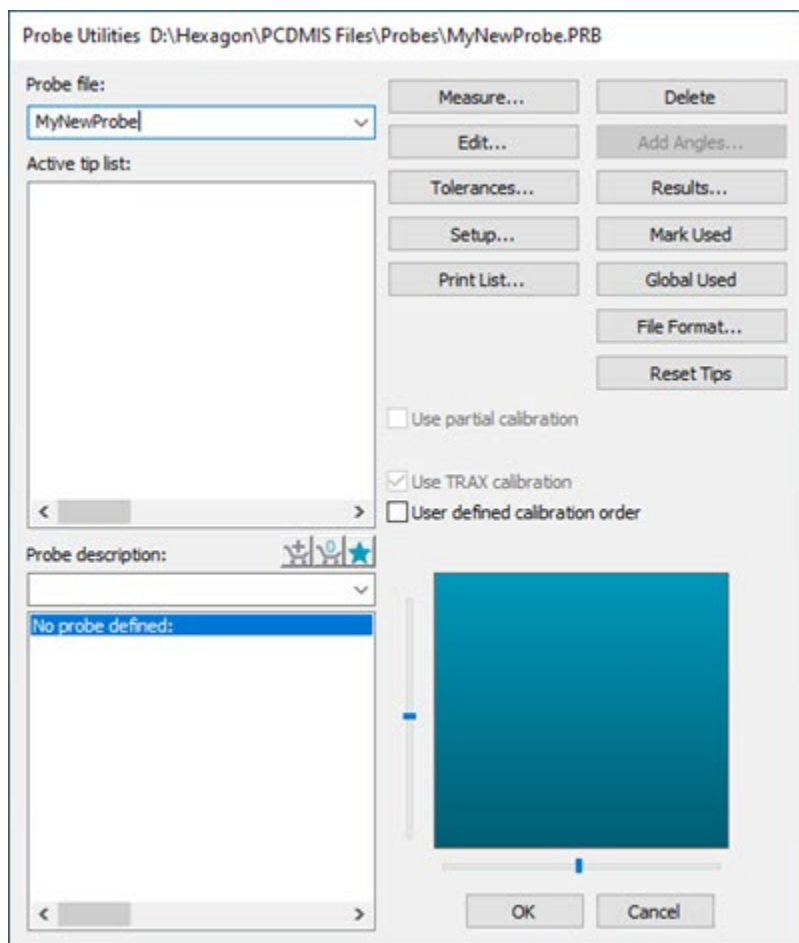 Probe Utilities D:\Hexagon\PCDMIS Files\Probes\MyNewProbe.PRB
Probe file:
MyNewProbe
Active tip list:
Measure...
Delete
Edit...
Add Angles...
Tolerances...
Results...
Setup...
Mark Used
Print List...
Global Used
File Format...
Reset Tips
Use partial calibration
Use TRAX calibration
User defined calibration order
Probe description:
0
No probe defined:
OK
Cancel